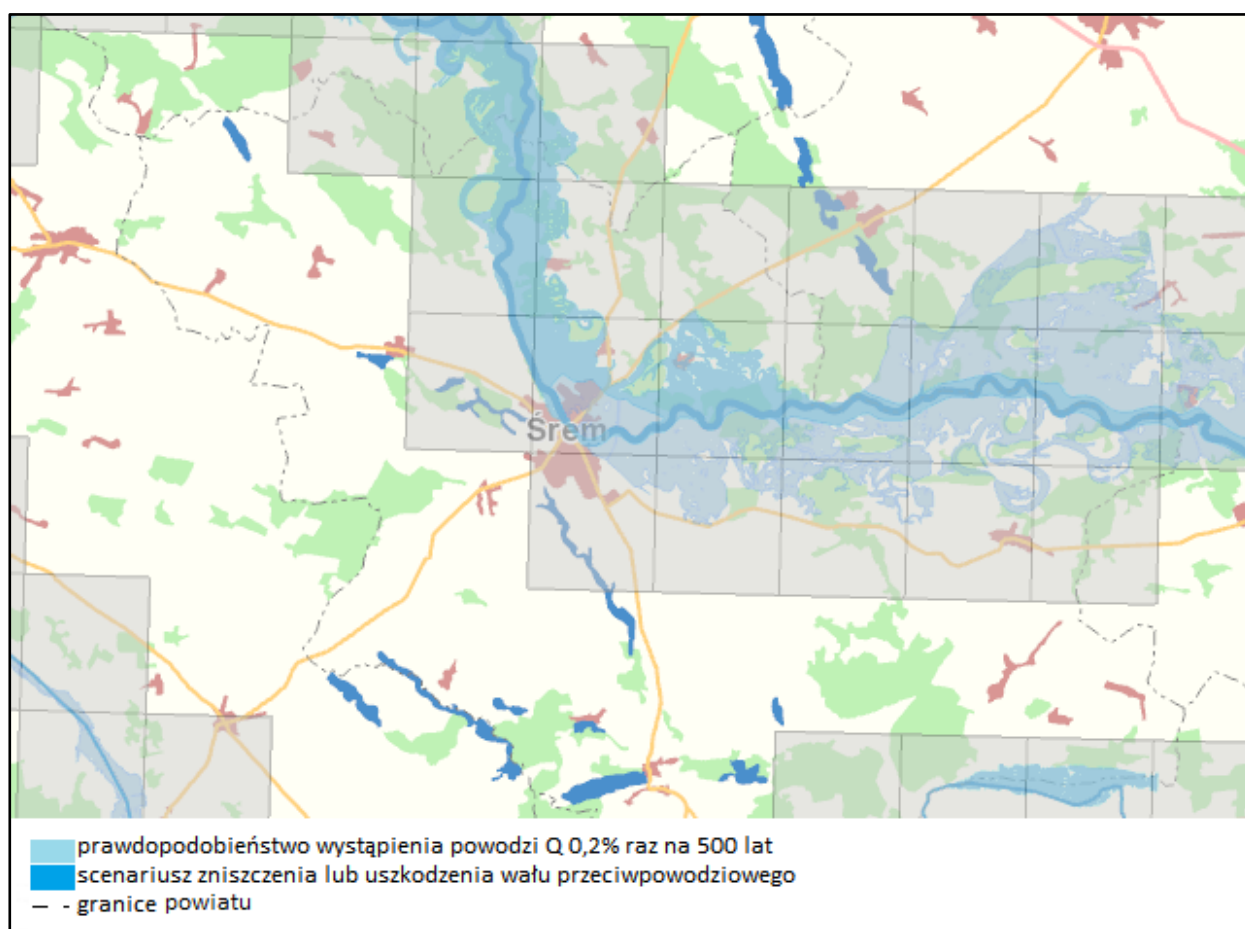 Śrem
prawdopodobieństwo wystąpienia powodzi Q 0,2% raz na 500 lat
scenariusz zniszczenia lub uszkodzenia wału przeciwpowodziowego
granice powiatu